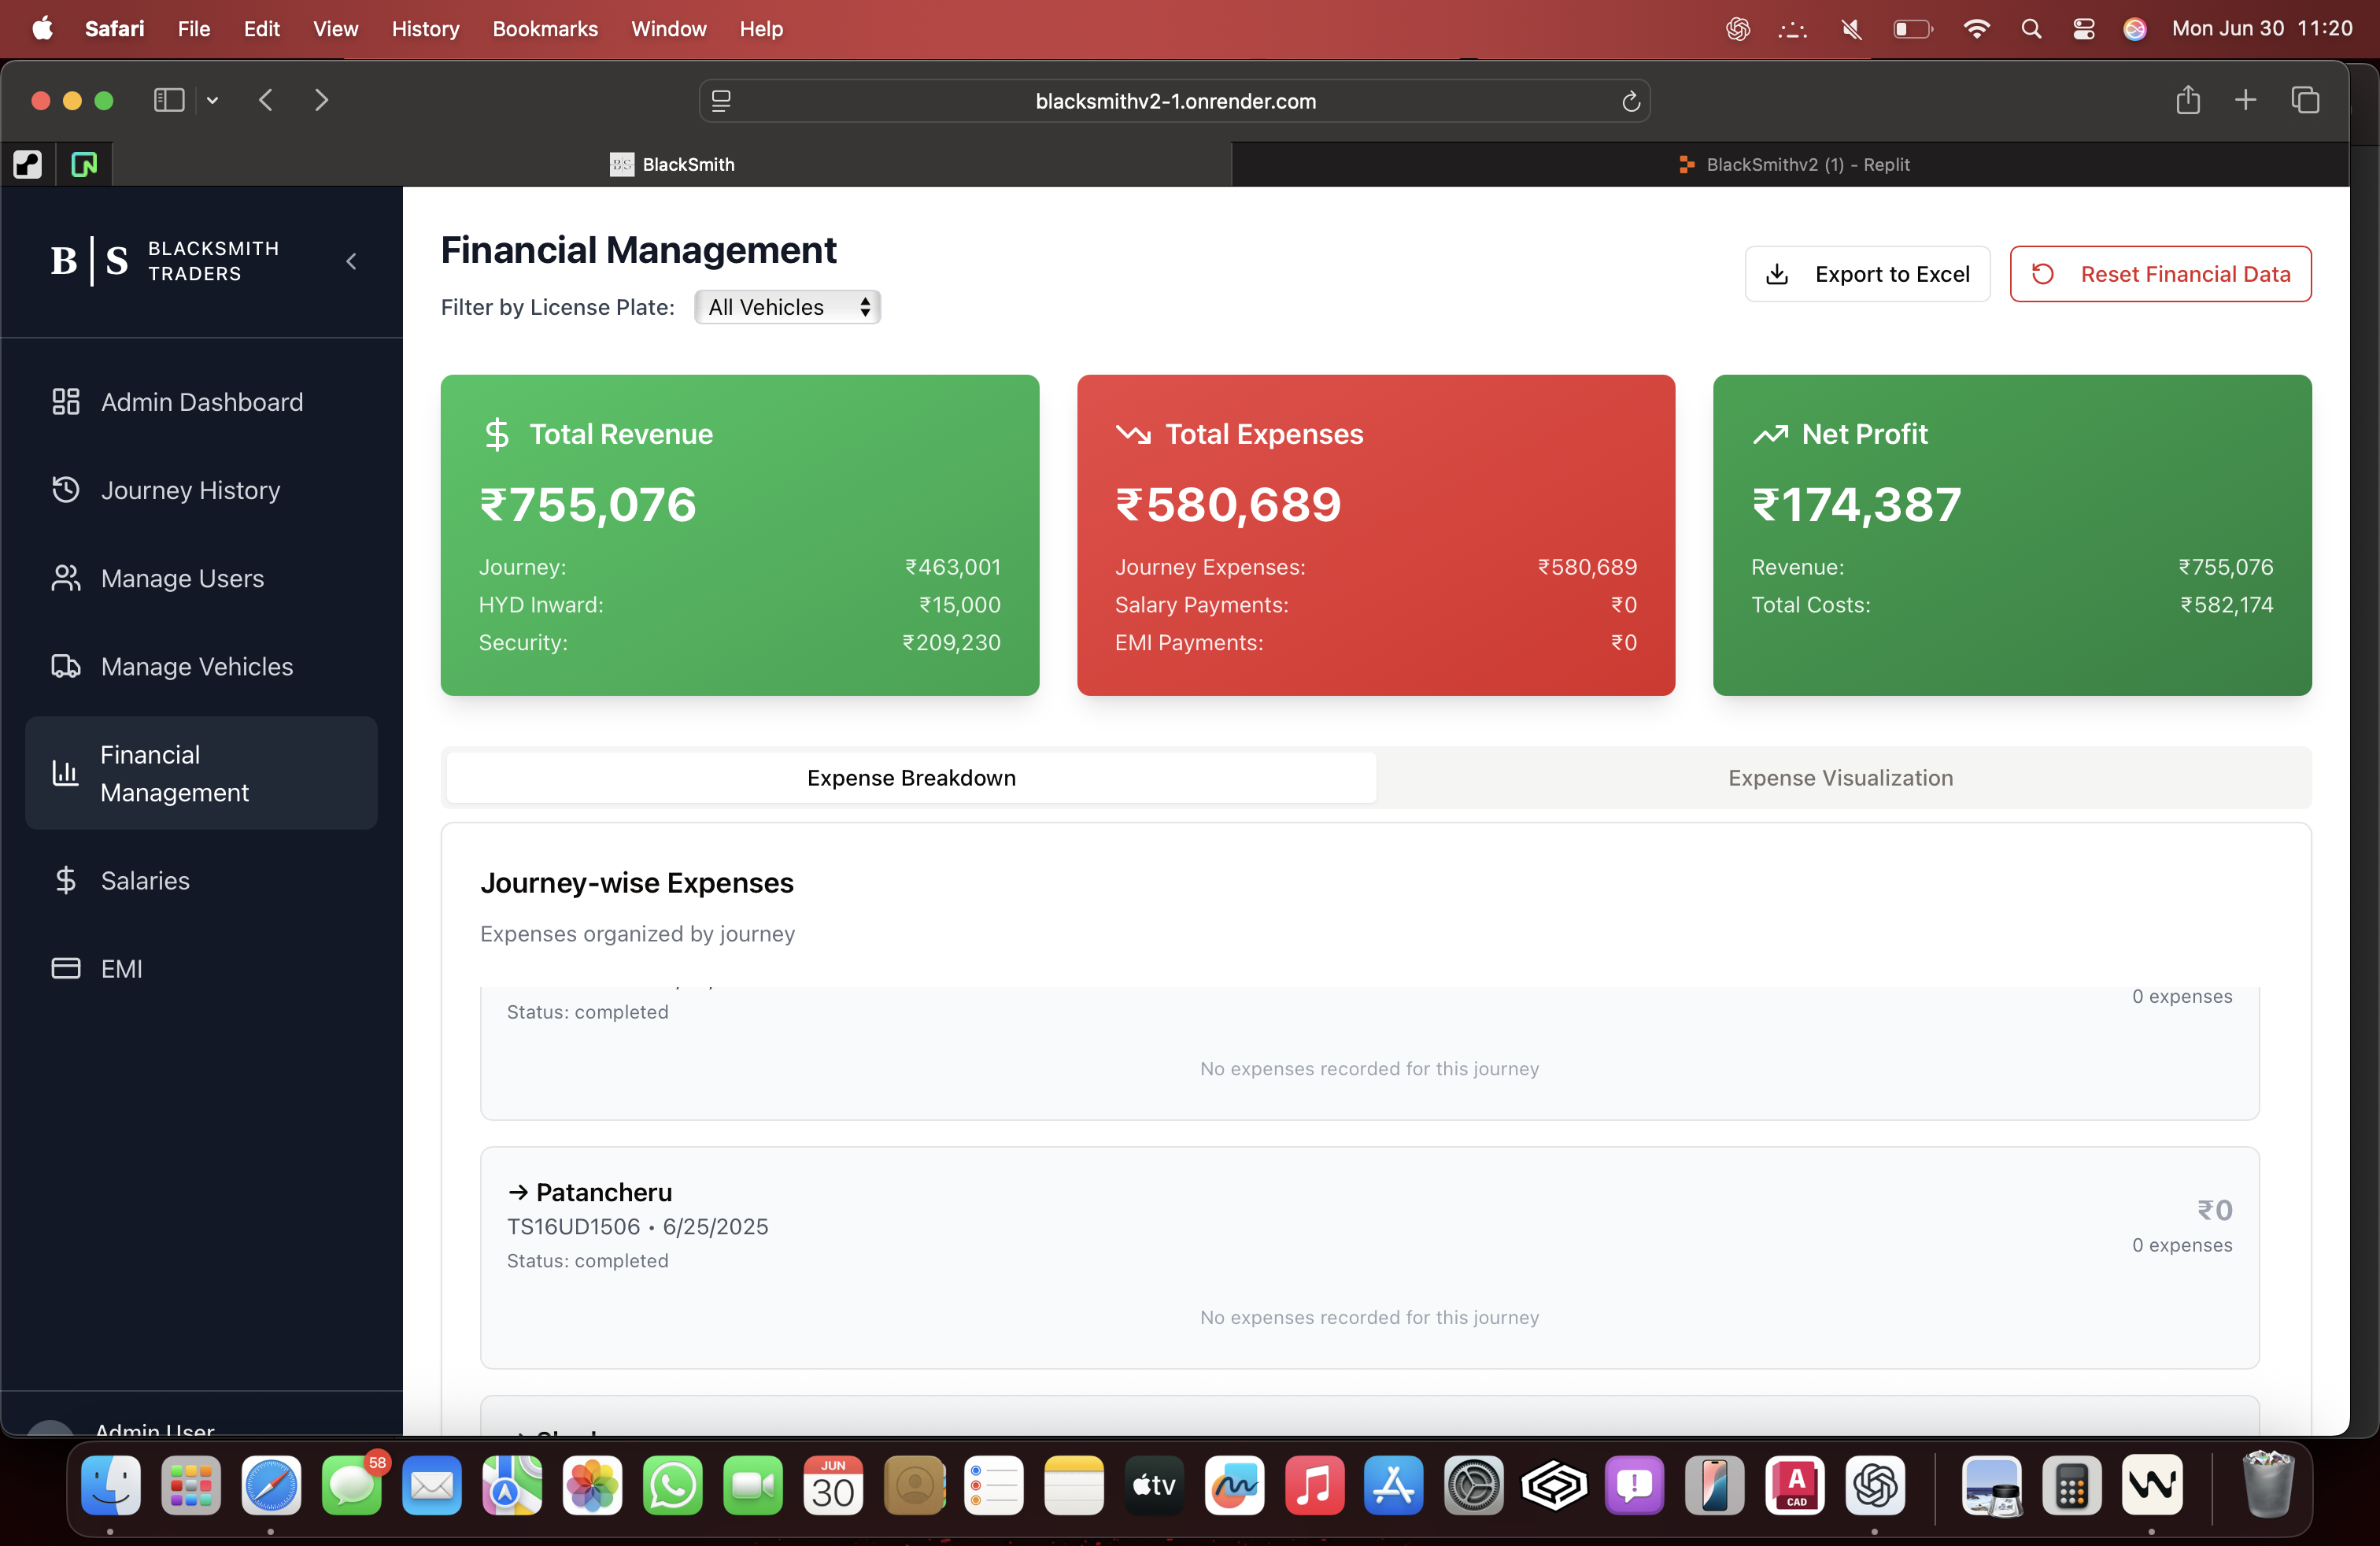 Safari File Edit View History Bookmarks Window Help Mon Jun 30 11:20
blacksmithv2-1.onrender.com
BS BlackSmith
BlackSmithv2 (1) - Replit
B|S BLACKSMITH
TRADERS
Admin Dashboard
Journey History
Manage Users
Manage Vehicles
Financial
Management
Salaries
EMI
Admin User
Financial Management
Filter by License Plate: All Vehicles
Export to Excel
Reset Financial Data
Total Revenue
₹755,076
Journey: ₹463,001
HYD Inward: ₹15,000
Security: ₹209,230
Total Expenses
₹580,689
Journey Expenses: ₹580,689
Salary Payments: ₹0
EMI Payments: ₹0
Net Profit
₹174,387
Revenue: ₹755,076
Total Costs: ₹582,174
Expense Breakdown
Expense Visualization
Journey-wise Expenses
Expenses organized by journey
0 expenses
Status: completed
No expenses recorded for this journey
→ Patancheru
₹0
TS16UD1506 • 6/25/2025
0 expenses
Status: completed
No expenses recorded for this journey
58
JUN
30
tv
A
CAD